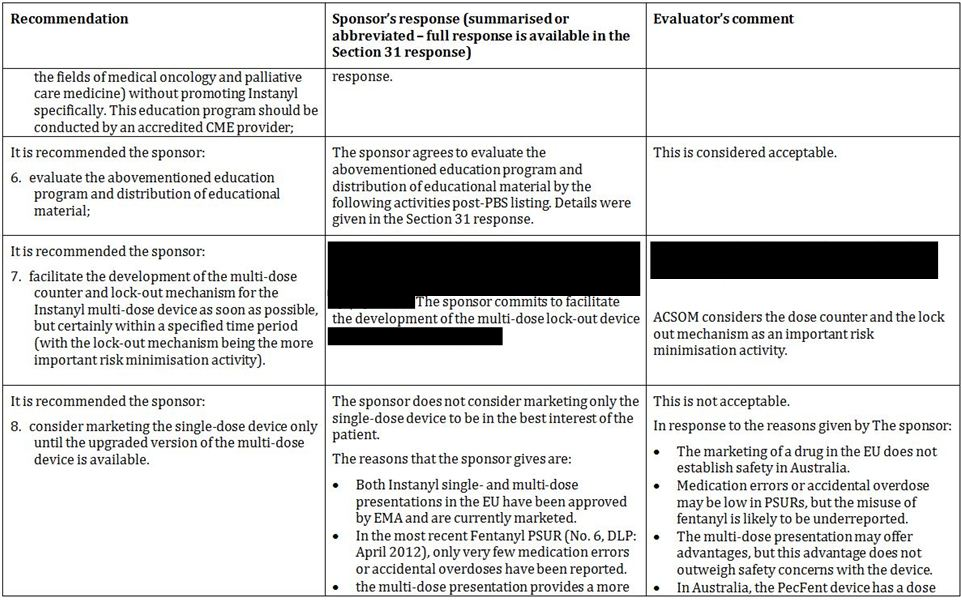 Recommendation
Sponsor's response (summarised or
abbreviated – full response is available in the
Section 31 response)
Evaluator's comment
the fields of medical oncology and palliative
care medicine) without promoting Instanyl
specifically. This education program should be
conducted by an accredited CME provider;
response.
It is recommended the sponsor:
6. evaluate the abovementioned education
program and distribution of educational
material;
The sponsor agrees to evaluate the
abovementioned education program and
distribution of educational material by the
following activities post-PBS listing. Details were
given in the Section 31 response.
This is considered acceptable.
It is recommended the sponsor:
7. facilitate the development of the multi-dose
counter and lock-out mechanism for the
Instanyl multi-dose device as soon as possible,
but certainly within a specified time period
(with the lock-out mechanism being the more
important risk minimisation activity).
The sponsor commits to facilitate
the development of the multi-dose lock-out device
ACSOM considers the dose counter and the lock
out mechanism as an important risk
minimisation activity.
It is recommended the sponsor:
8. consider marketing the single-dose device only
until the upgraded version of the multi-dose
device is available.
The sponsor does not consider marketing only the
single-dose device to be in the best interest of the
patient.
The reasons that the sponsor gives are:
• Both Instanyl single- and multi-dose
presentations in the EU have been approved
by EMA and are currently marketed.
• In the most recent Fentanyl PSUR (No. 6, DLP:
April 2012), only very few medication errors
or accidental overdoses have been reported.
• the multi-dose presentation provides a more
This is not acceptable.
In response to the reasons given by The sponsor:
• The marketing of a drug in the EU does not
establish safety in Australia.
• Medication errors or accidental overdose
may be low in PSURs, but the misuse of
fentanyl is likely to be underreported.
• The multi-dose presentation may offer
advantages, but this advantage does not
outweigh safety concerns with the device.
• In Australia, the PecFent device has a dose